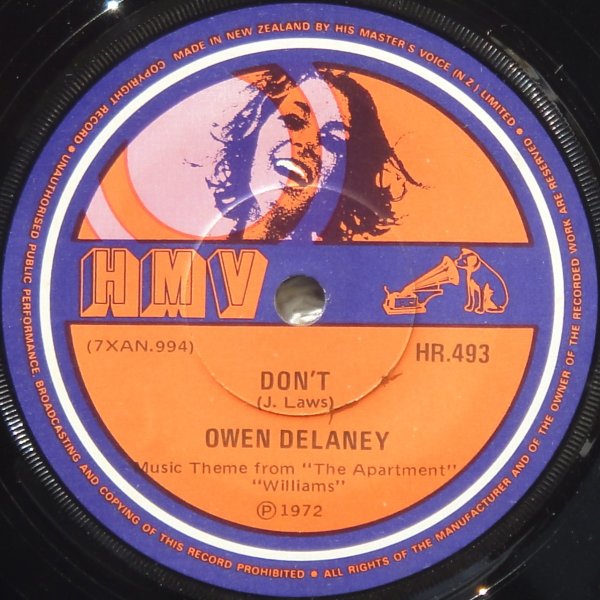 COPYRIGHT RECORD • MADE IN NEW ZEALAND BY HIS MASTER'S VOICE (N.Z.) LIMITED •
HMV
(7XAN.994)
HR.493
DON'T
(J. Laws)
OWEN DELANEY
Music Theme from "The Apartment"
"Williams"
Ⓟ 1972
UNAUTHORISED PUBLIC PERFORMANCE, BROADCASTING AND COPYING OF THIS RECORD PROHIBITED • ALL RIGHTS OF THE MANUFACTURER AND OF THE OWNER OF THE RECORDED WORK ARE RESERVED •